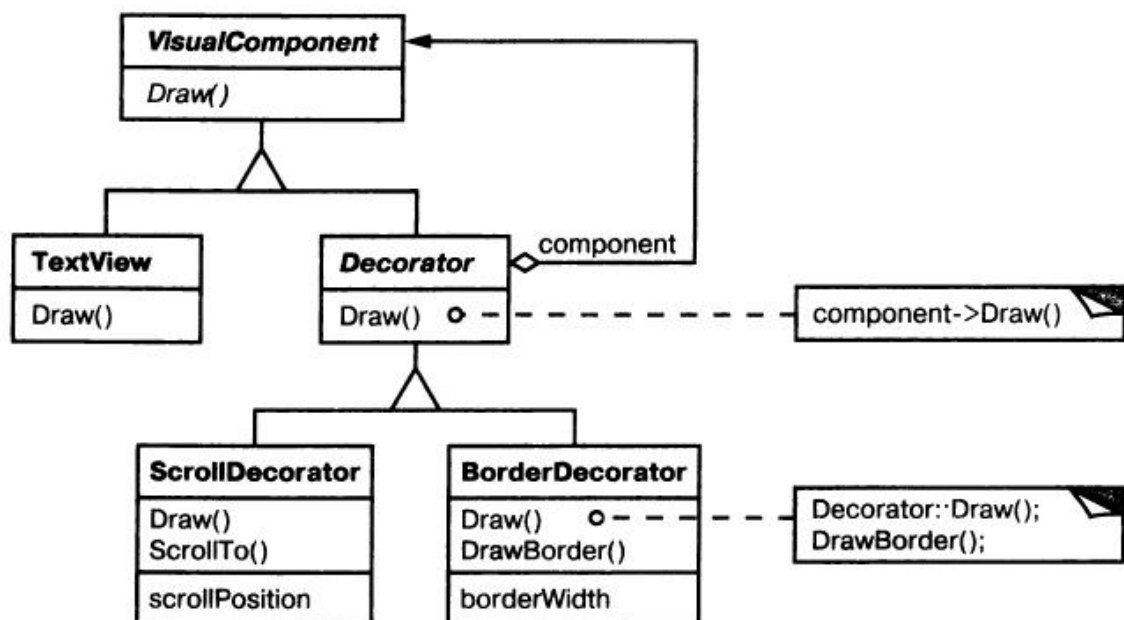 VisualComponent
Draw()
TextView
Draw()
Decorator
Draw()
component
component->Draw()
ScrollDecorator
Draw()
ScrollTo()
scrollPosition
BorderDecorator
Draw()
DrawBorder()
borderWidth
Decorator::Draw();
DrawBorder();